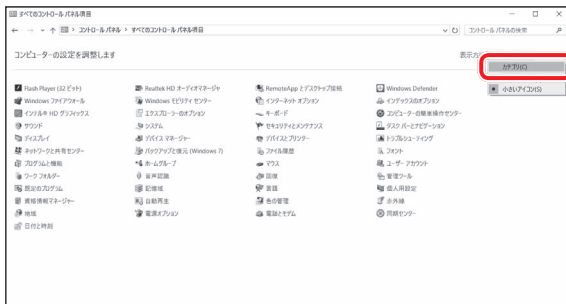 すべてのコントロール パネル項目
› コントロール パネル › すべてのコントロール パネル項目
コントロール パネルの検索
コンピューターの設定を調整します
表示方
カテゴリ(C)
小さいアイコン(S)
Flash Player (32 ビット)
Realtek HD オーディオマネージャ
RemoteApp とデスクトップ接続
Windows Defender
Windows ファイアウォール
Windows モビリティ センター
インターネット オプション
インデックスのオプション
インテル® HD グラフィックス
エクスプローラーのオプション
キーボード
コンピューターの簡単操作センター
サウンド
システム
セキュリティとメンテナンス
タスク バーとナビゲーション
ディスプレイ
デバイス マネージャー
デバイスとプリンター
トラブルシューティング
ネットワークと共有センター
バックアップと復元 (Windows 7)
ファイル履歴
フォント
プログラムと機能
ホームグループ
マウス
ユーザー アカウント
ワーク フォルダー
音声認識
回復
管理ツール
既定のプログラム
記憶域
言語
個人用設定
資格情報マネージャー
自動再生
色の管理
赤外線
地域
電源オプション
電話とモデム
同期センター
日付と時刻